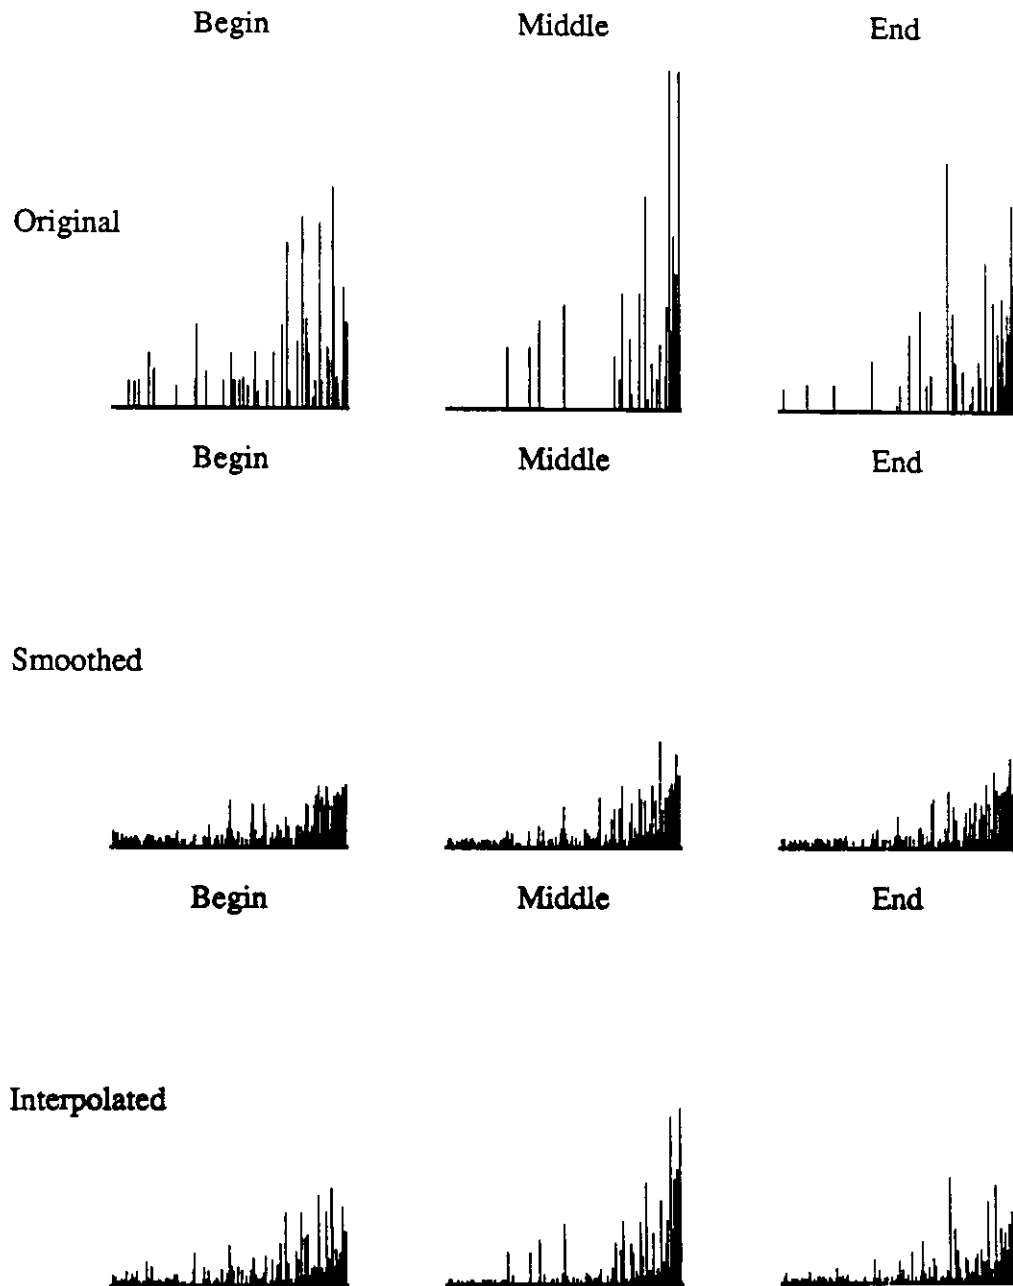 Begin Middle End
Original
Begin Middle End
Smoothed
Begin Middle End
Interpolated